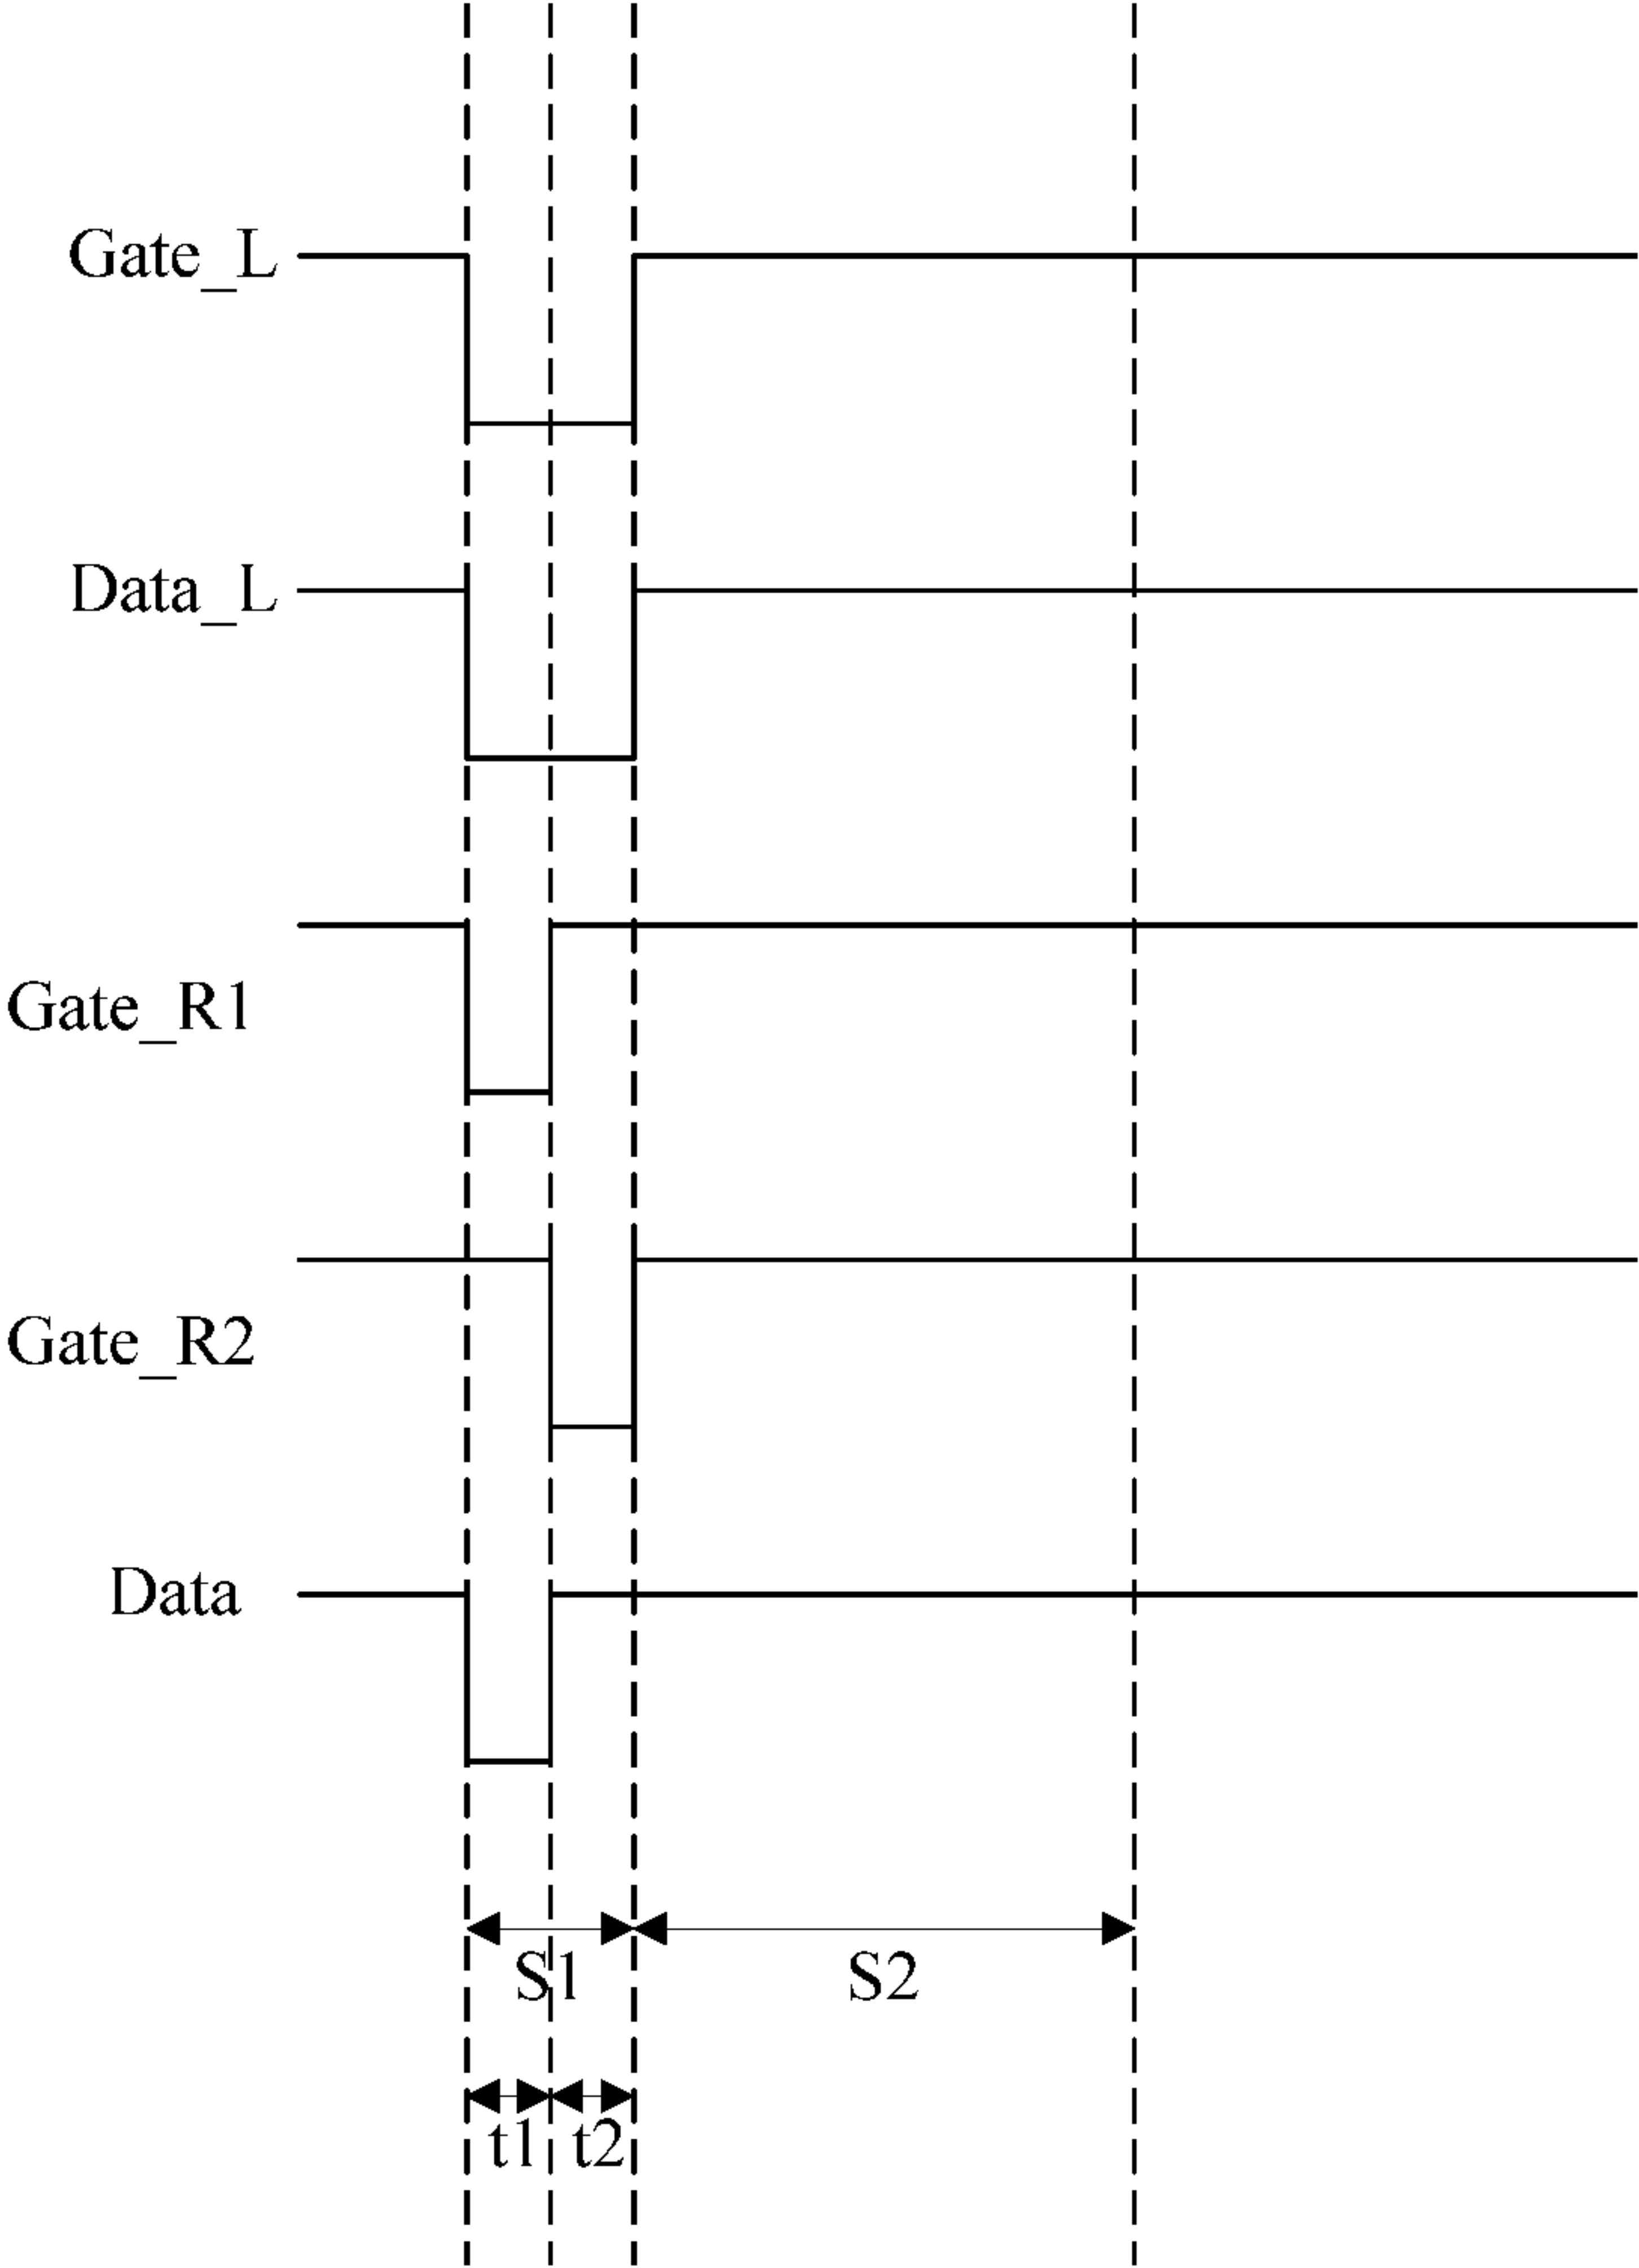 Gate_L
Data_L
Gate_R1
Gate_R2
Data
S1 S2
t1 t2